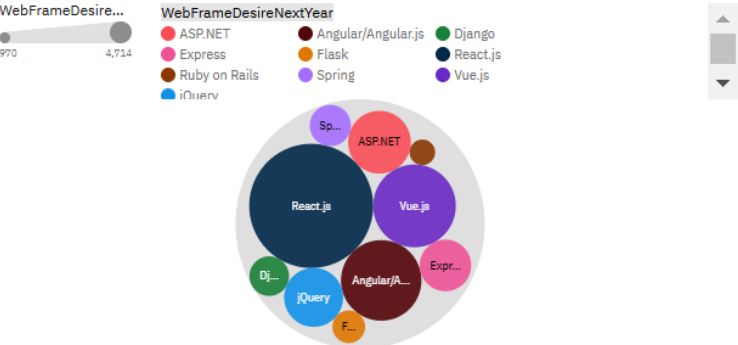 WebFrameDesire...
970 4,714
WebFrameDesireNextYear
ASP.NET Angular/Angular.js Django
Express Flask React.js
Ruby on Rails Spring Vue.js
jQuery
Sp...
ASP.NET
React.js Vue.js
Dj... Expr...
Angular/A...
jQuery
F...